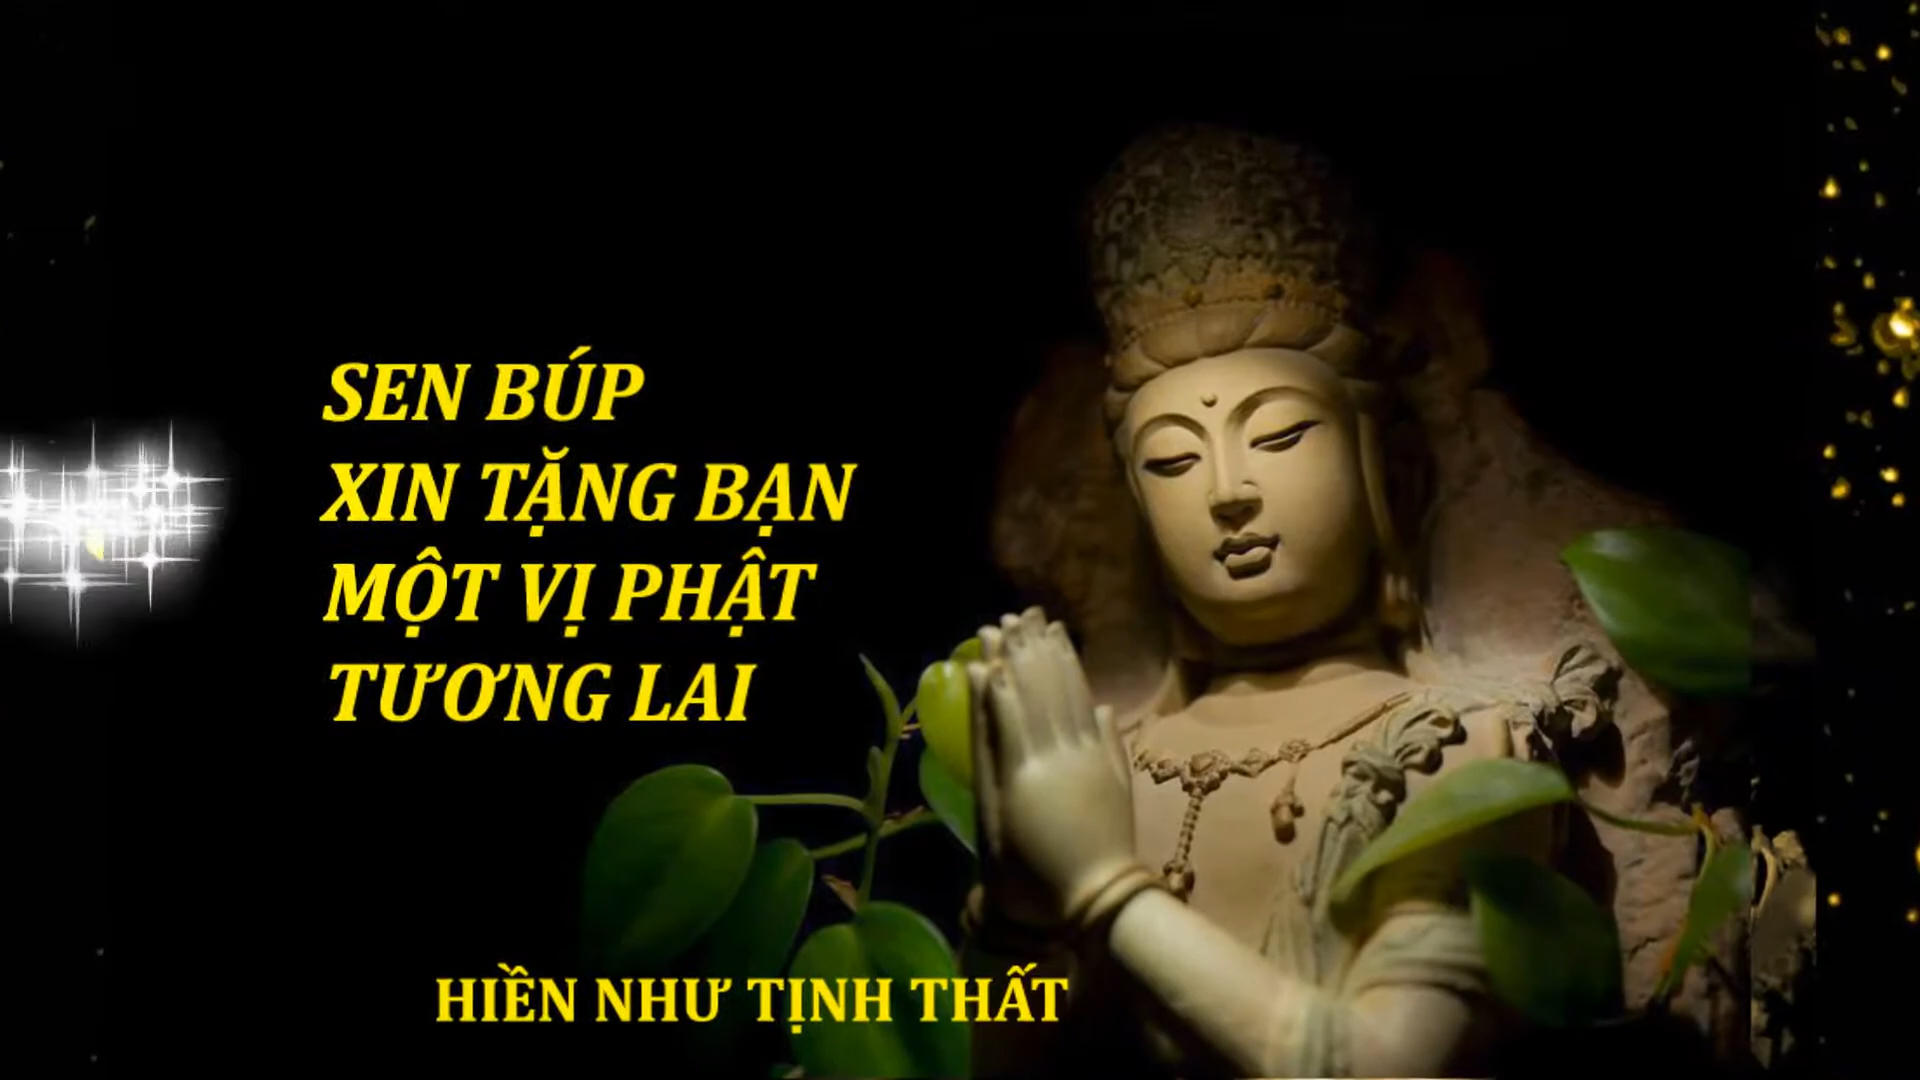 SEN BÚP
XIN TẶNG BẠN
MỘT VỊ PHẬT
TƯƠNG LAI
HIỀN NHƯ TỊNH THẤT